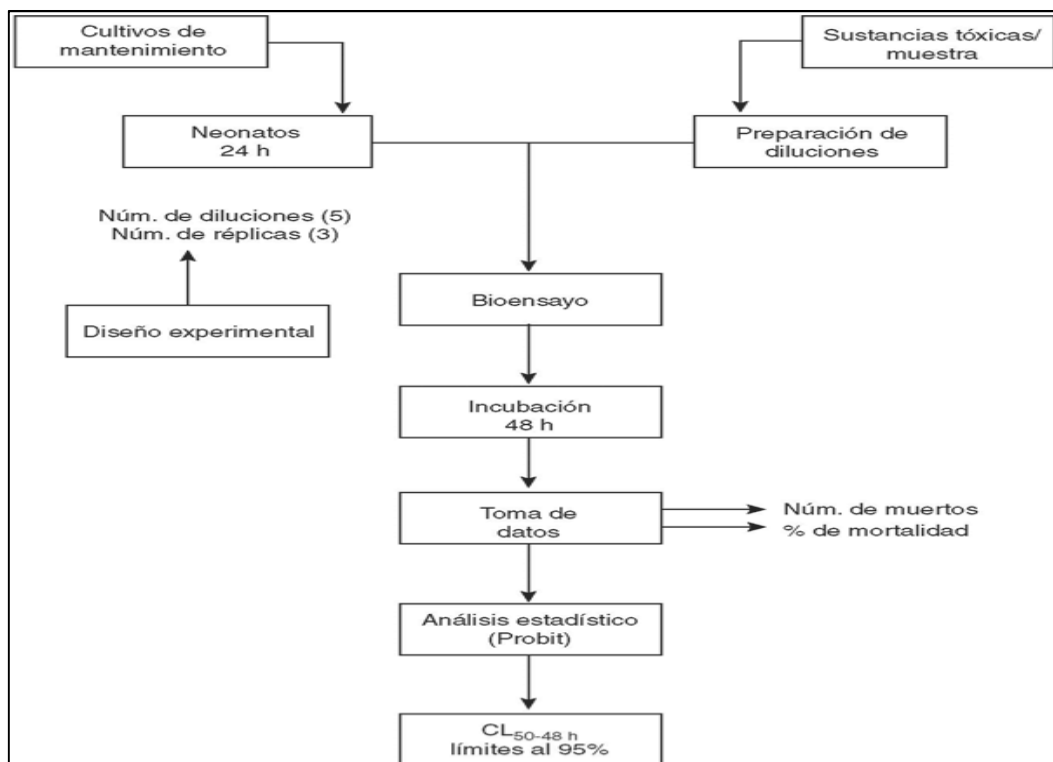 Cultivos de
mantenimiento
Sustancias tóxicas/
muestra
Neonatos
24 h
Preparación de
diluciones
Núm. de diluciones (5)
Núm. de réplicas (3)
Diseño experimental
Bioensayo
Incubación
48 h
Toma de
datos
Núm. de muertos
% de mortalidad
Análisis estadístico
(Probit)
CL50-48 h
límites al 95%